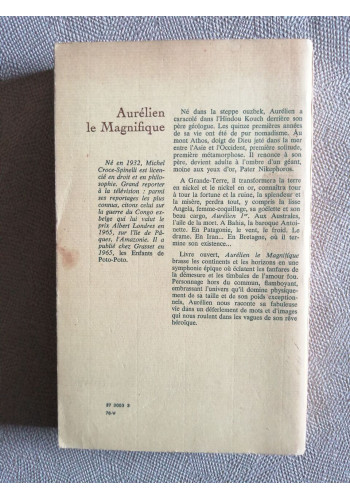 Aurélien
le Magnifique
Né en 1932, Michel
Croce-Spinelli est licen-
cié en droit et en phi-
losophie. Grand reporter
à la télévision ; parmi
ses reportages les plus
connus, citons celui sur
la guerre du Congo ex-
belge qui lui valut le
prix Albert Londres en
1965, sur l'Ile de Pâ-
ques, l'Amazonie. Il a
publié chez Grasset en
1965, les Enfants de
Poto-Poto.
Né dans la steppe ouzbek, Aurélien a
caracolé dans l'Hindou Kouch derrière son
père géologue. Les quinze premières années
de sa vie ont été de pur nomadisme. Au
mont Athos, doigt de Dieu jeté dans la mer
entre l'Asie et l'Occident, première solitude,
première métamorphose. Il renonce à son
père, devient adulte à l'ombre d'un géant,
moine aux yeux d'or, Pater Nikophoros.
A Grande-Terre, il transformera la terre
en nickel et le nickel en or, connaîtra tour
à tour la fortune et la ruine, la splendeur et
la misère, perdra tout, y compris la lisse
Angela, femme-coquillage, sa goélette et son
beau cargo, Aurélien Ier. Aux Australes,
l'aile de la mort. A Bahia, la baroque Antoi-
nette. En Patagonie, le vent, le froid. Le
drame. En Irac. En Bretagne, où il ter-
mine son existence...
Livre ouvert, Aurélien le Magnifique
brasse les continents et les horizons en une
symphonie épique où éclatent les fanfares de
la démesure et les timbales de l'amour fou.
Personnage hors du commun, flamboyant,
embrassant l'univers qu'il domine physique-
ment de sa taille et de son poids exception-
nels, Aurélien nous raconte sa fabuleuse
vie dans un déferlement de mots et d'images
qui nous roulent dans les vagues de son rêve
héroïque.